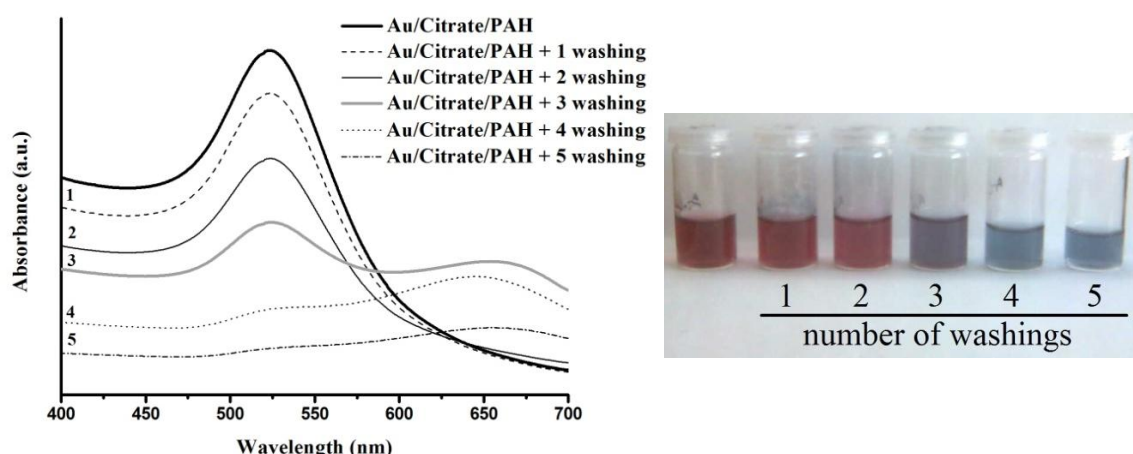 Au/Citrate/PAH
Au/Citrate/PAH + 1 washing
Au/Citrate/PAH + 2 washing
Au/Citrate/PAH + 3 washing
Au/Citrate/PAH + 4 washing
Au/Citrate/PAH + 5 washing
Absorbance (a.u.)
1
2
3
4
5
400 450 500 550 600 650 700
Wavelength (nm)
1 2 3 4 5
number of washings